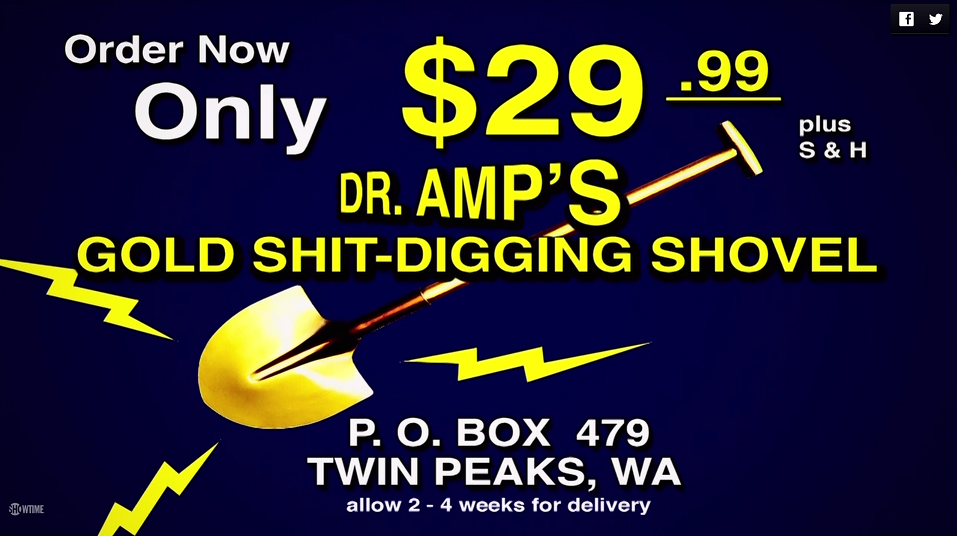 Order Now
Only $29.99
plus
S & H
DR. AMP'S
GOLD SHIT-DIGGING SHOVEL
P. O. BOX 479
TWIN PEAKS, WA
allow 2 - 4 weeks for delivery
SHOWTIME